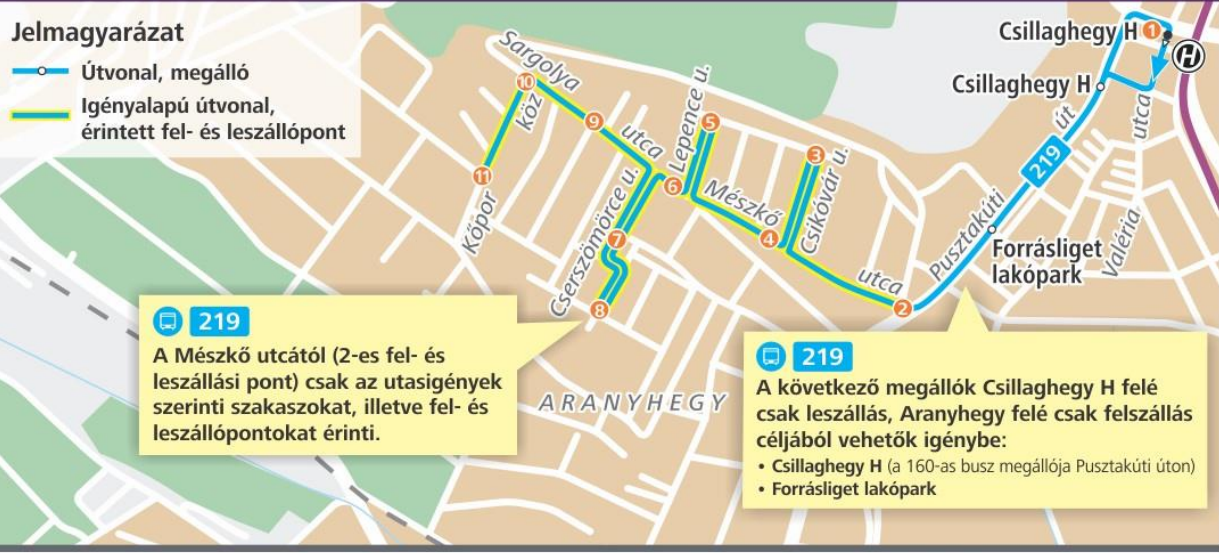 Jelmagyarázat
Útvonal, megálló
Igényalapú útvonal,
érintett fel- és leszállópont
Csillaghegy H 1
H
Csillaghegy H
Sargolya
utca
10
köz
9
11
Kőpor
Lepence u.
5
6
3
Csikóvár u.
Mészkő
utca
4
Cserszömörce u.
7
8
2
Pusztakúti
út
219
utca
Valéria
Forrásliget
lakópark
ARANYHEGY
219
A Mészkő utcától (2-es fel- és
leszállási pont) csak az utasigények
szerinti szakaszokat, illetve fel- és
leszállópontokat érinti.
219
A következő megállók Csillaghegy H felé
csak leszállás, Aranyhegy felé csak felszállás
céljából vehetők igénybe:
• Csillaghegy H (a 160-as busz megállója Pusztakúti úton)
• Forrásliget lakópark